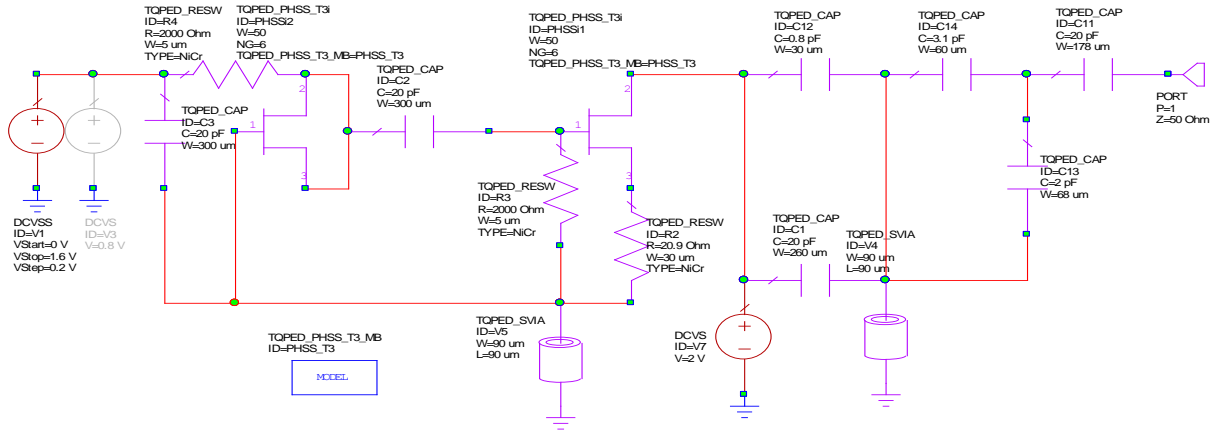 TQPED_RESW
ID=R4
R=2000 Ohm
W=5 um
TYPE=NiCr
TQPED_PHSS_T3i
ID=PHSSi2
W=50
NG=6
TQPED_PHSS_T3_MB=PHSS_T3
2
1
3
TQPED_CAP
ID=C3
C=20 pF
W=300 um
TQPED_CAP
ID=C2
C=20 pF
W=300 um
TQPED_PHSS_T3i
ID=PHSSi1
W=50
NG=6
TQPED_PHSS_T3_MB=PHSS_T3
2
1
3
TQPED_CAP
ID=C12
C=0.8 pF
W=30 um
TQPED_CAP
ID=C14
C=3.1 pF
W=60 um
TQPED_CAP
ID=C11
C=20 pF
W=178 um
PORT
P=1
Z=50 Ohm
TQPED_CAP
ID=C13
C=2 pF
W=68 um
TQPED_RESW
ID=R3
R=2000 Ohm
W=5 um
TYPE=NiCr
TQPED_RESW
ID=R2
R=20.9 Ohm
W=30 um
TYPE=NiCr
TQPED_CAP
ID=C1
C=20 pF
W=260 um
TQPED_SVIA
ID=V4
W=90 um
L=90 um
DCVSS
ID=V1
VStart=0 V
VStop=1.6 V
VStep=0.2 V
DCVS
ID=V3
V=0.8 V
TQPED_PHSS_T3_MB
ID=PHSS_T3
MODEL
TQPED_SVIA
ID=V5
W=90 um
L=90 um
DCVS
ID=V7
V=2 V